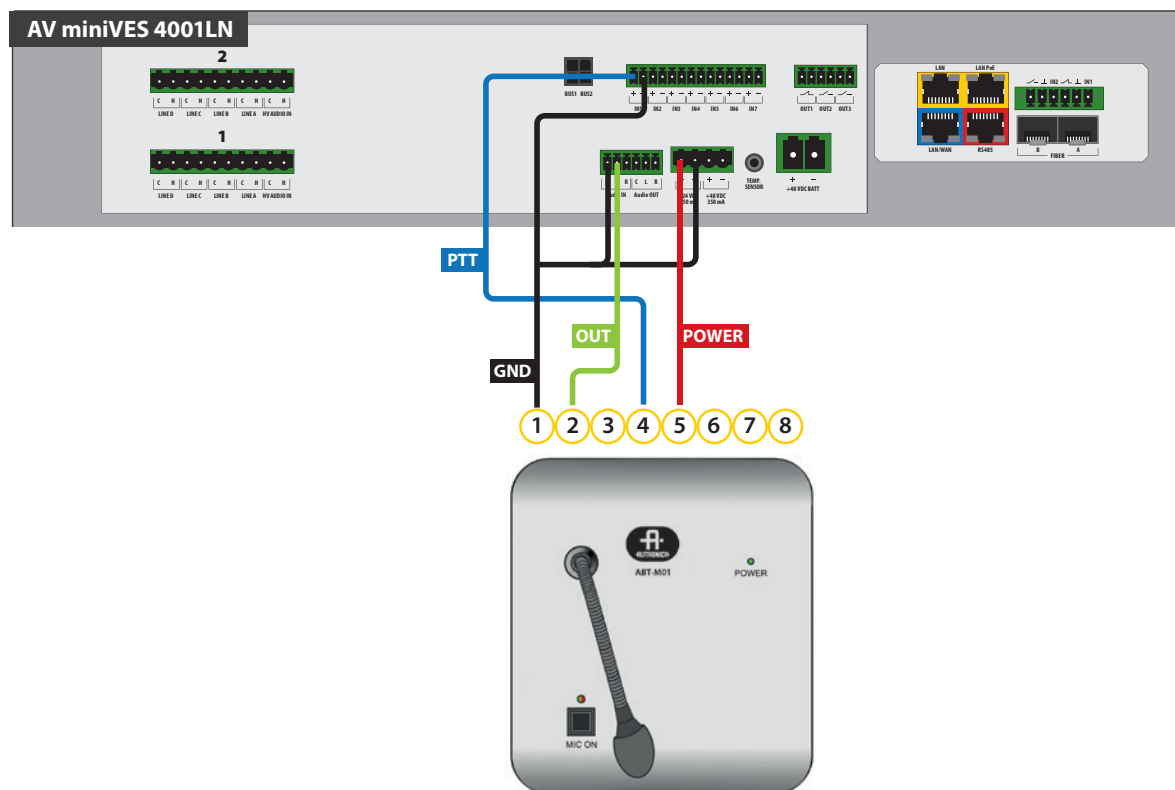 AV miniVES 4001LN
2
C H C H C H C H C H
LINE D LINE C LINE B LINE A HV AUDIO IN
1
C H C H C H C H C H
LINE D LINE C LINE B LINE A HV AUDIO IN
BUS1 BUS2
+ − + − + − + − + − + − + −
IN2 IN3 IN4 IN5 IN6 IN7
OUT1 OUT2 OUT3
R C L R
IN Audio OUT
+ −
+48 VDC
350 mA
TEMP.
SENSOR
+ −
+48 VDC BATT
LAN LAN PoE
LAN/WAN RS485
IN2 IN1
B A
FIBER
PTT
OUT
POWER
GND
1 2 3 4 5 6 7 8
AUTRONICA
ABT-M01
POWER
MIC ON